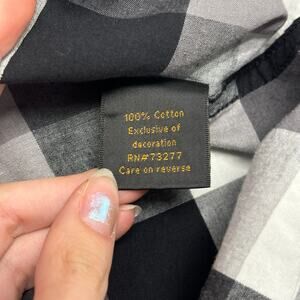 100% Cotton
Exclusive of
decoration
RN#73277
Care on reverse